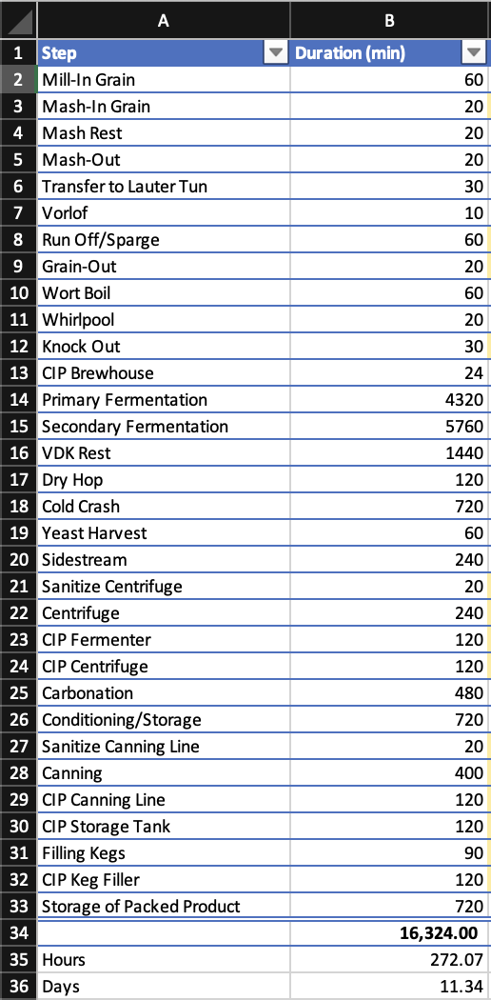 A B
1 Step Duration (min)
2 Mill-In Grain 60
3 Mash-In Grain 20
4 Mash Rest 20
5 Mash-Out 20
6 Transfer to Lauter Tun 30
7 Vorlof 10
8 Run Off/Sparge 60
9 Grain-Out 20
10 Wort Boil 60
11 Whirlpool 20
12 Knock Out 30
13 CIP Brewhouse 24
14 Primary Fermentation 4320
15 Secondary Fermentation 5760
16 VDK Rest 1440
17 Dry Hop 120
18 Cold Crash 720
19 Yeast Harvest 60
20 Sidestream 240
21 Sanitize Centrifuge 20
22 Centrifuge 240
23 CIP Fermenter 120
24 CIP Centrifuge 120
25 Carbonation 480
26 Conditioning/Storage 720
27 Sanitize Canning Line 20
28 Canning 400
29 CIP Canning Line 120
30 CIP Storage Tank 120
31 Filling Kegs 90
32 CIP Keg Filler 120
33 Storage of Packed Product 720
34 16,324.00
35 Hours 272.07
36 Days 11.34